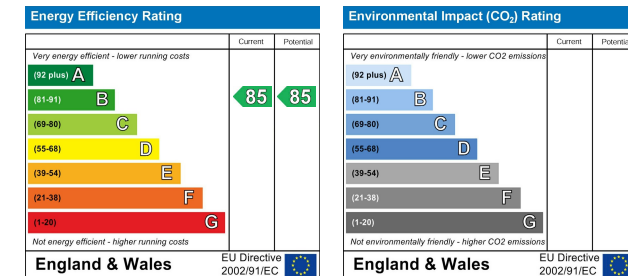 Energy Efficiency Rating
Current Potential
Very energy efficient - lower running costs
(92 plus) A
(81-91) B 85 85
(69-80) C
(55-68) D
(39-54) E
(21-38) F
(1-20) G
Not energy efficient - higher running costs
England & Wales
EU Directive
2002/91/EC
Environmental Impact (CO₂) Rating
Current Potential
Very environmentally friendly - lower CO2 emissions
(92 plus) A
(81-91) B
(69-80) C
(55-68) D
(39-54) E
(21-38) F
(1-20) G
Not environmentally friendly - higher CO2 emissions
England & Wales
EU Directive
2002/91/EC